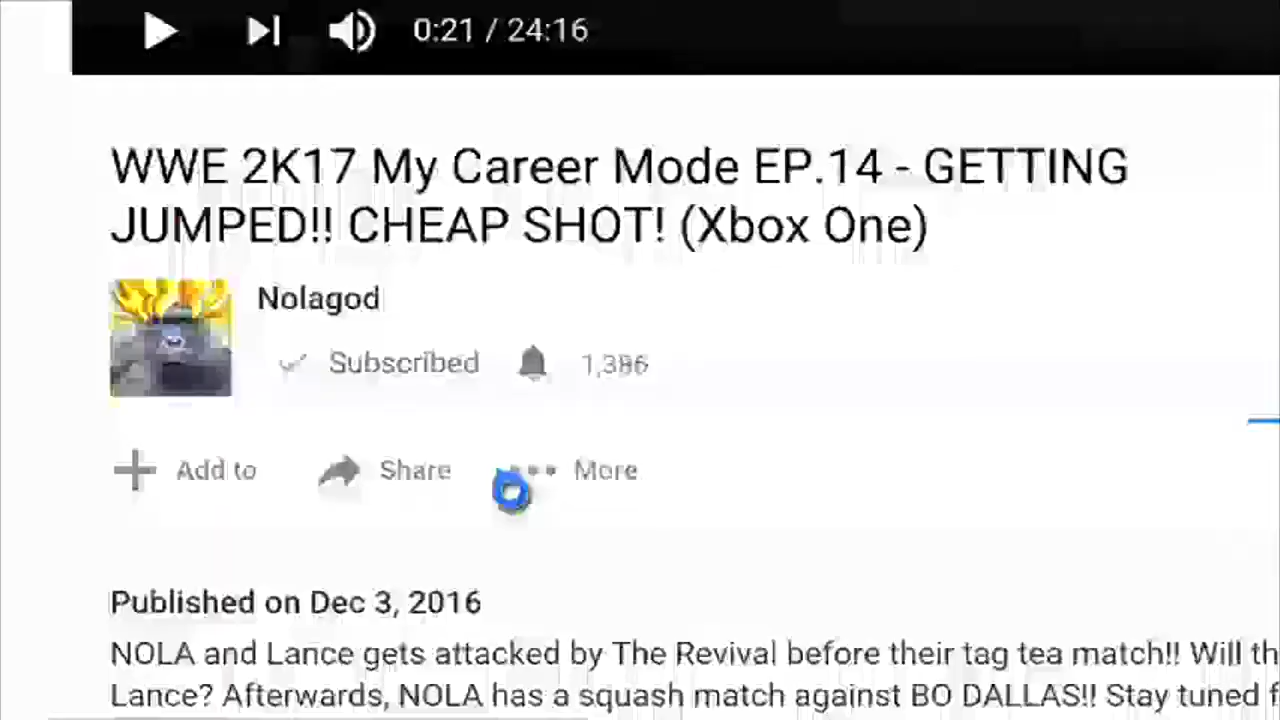 0:21 / 24:16
WWE 2K17 My Career Mode EP.14 - GETTING
JUMPED!! CHEAP SHOT! (Xbox One)
Nolagod
Subscribed 1,386
Add to Share More
Published on Dec 3, 2016
NOLA and Lance gets attacked by The Revival before their tag tea match!! Will th
Lance? Afterwards, NOLA has a squash match against BO DALLAS!! Stay tuned f